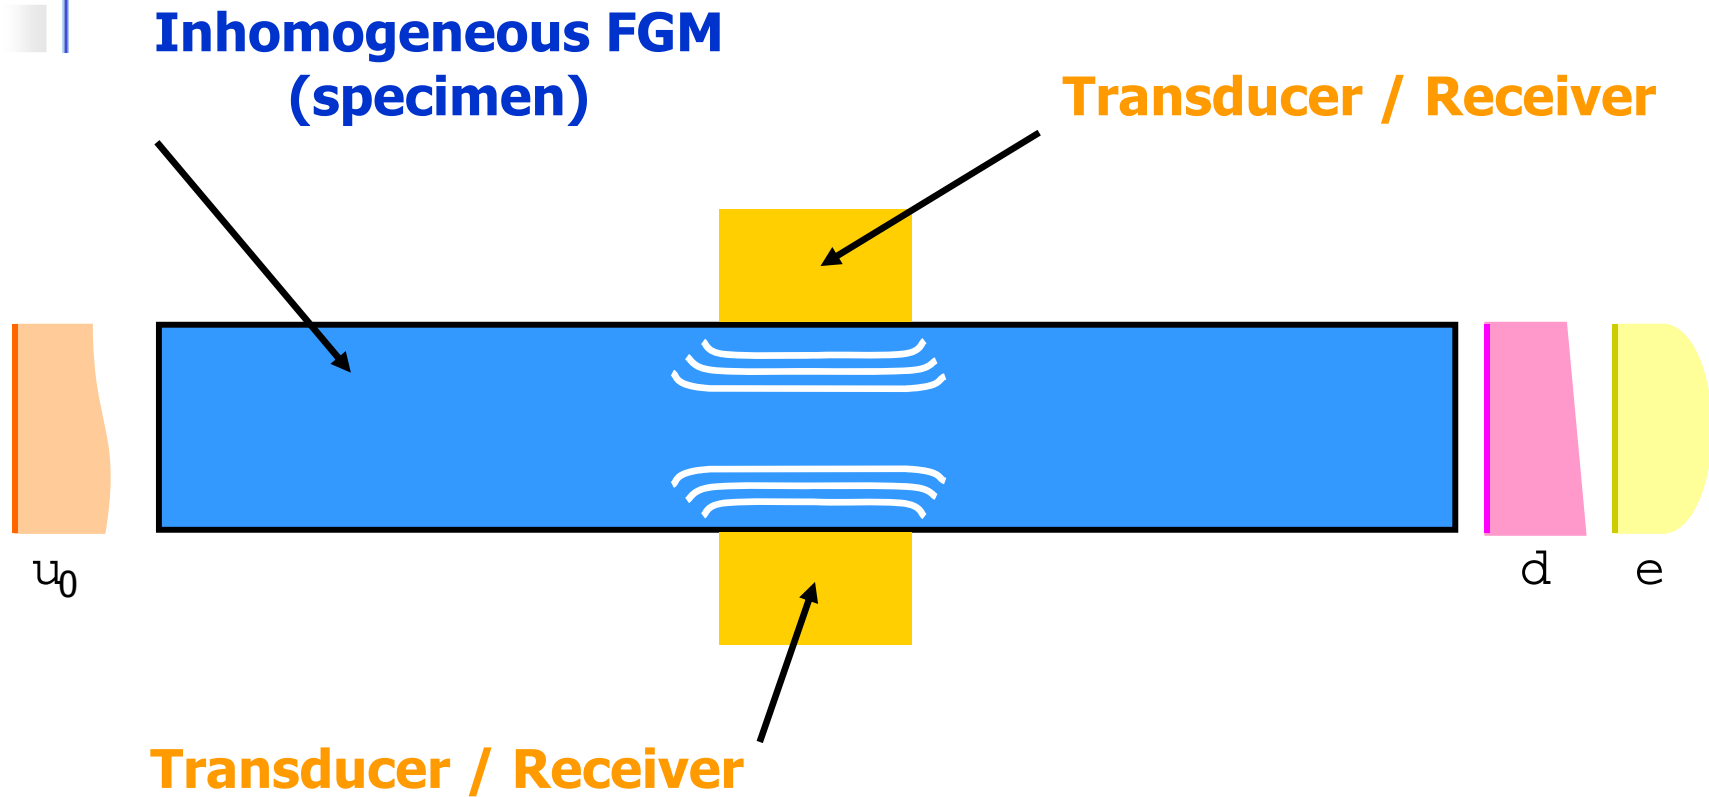 Inhomogeneous FGM
(specimen)
Transducer / Receiver
u0
d
e
Transducer / Receiver